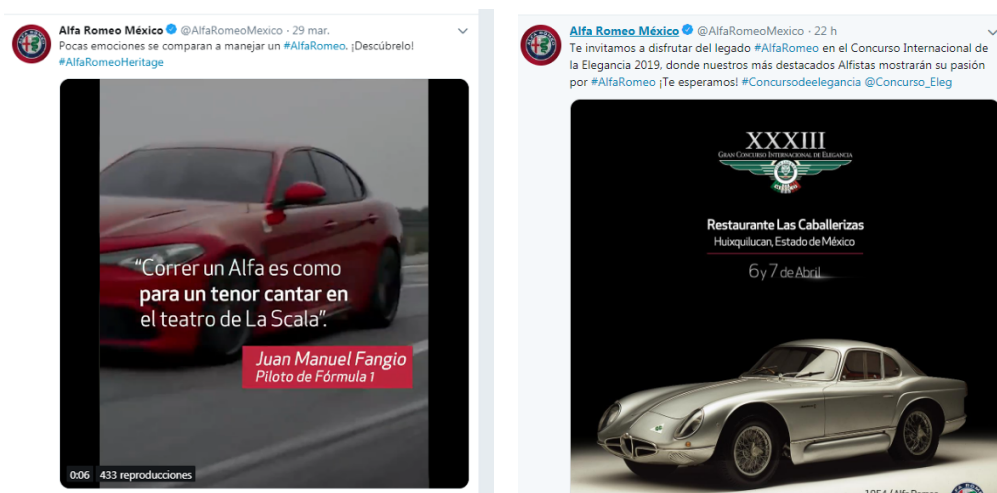 Alfa Romeo México @AlfaRomeoMexico · 29 mar.
Pocas emociones se comparan a manejar un #AlfaRomeo. ¡Descúbrelo!
#AlfaRomeoHeritage
“Correr un Alfa es como
para un tenor cantar en
el teatro de La Scala”.
Juan Manuel Fangio
Piloto de Fórmula 1
0:06 433 reproducciones
Alfa Romeo México @AlfaRomeoMexico · 22 h
Te invitamos a disfrutar del legado #AlfaRomeo en el Concurso Internacional de
la Elegancia 2019, donde nuestros más destacados Alfistas mostrarán su pasión
por #AlfaRomeo ¡Te esperamos! #Concursodeelegancia @Concurso_Eleg
XXXIII
GRAN CONCURSO INTERNACIONAL DE ELEGANCIA
Restaurante Las Caballerizas
Huixquilucan, Estado de México
6 y 7 de Abril